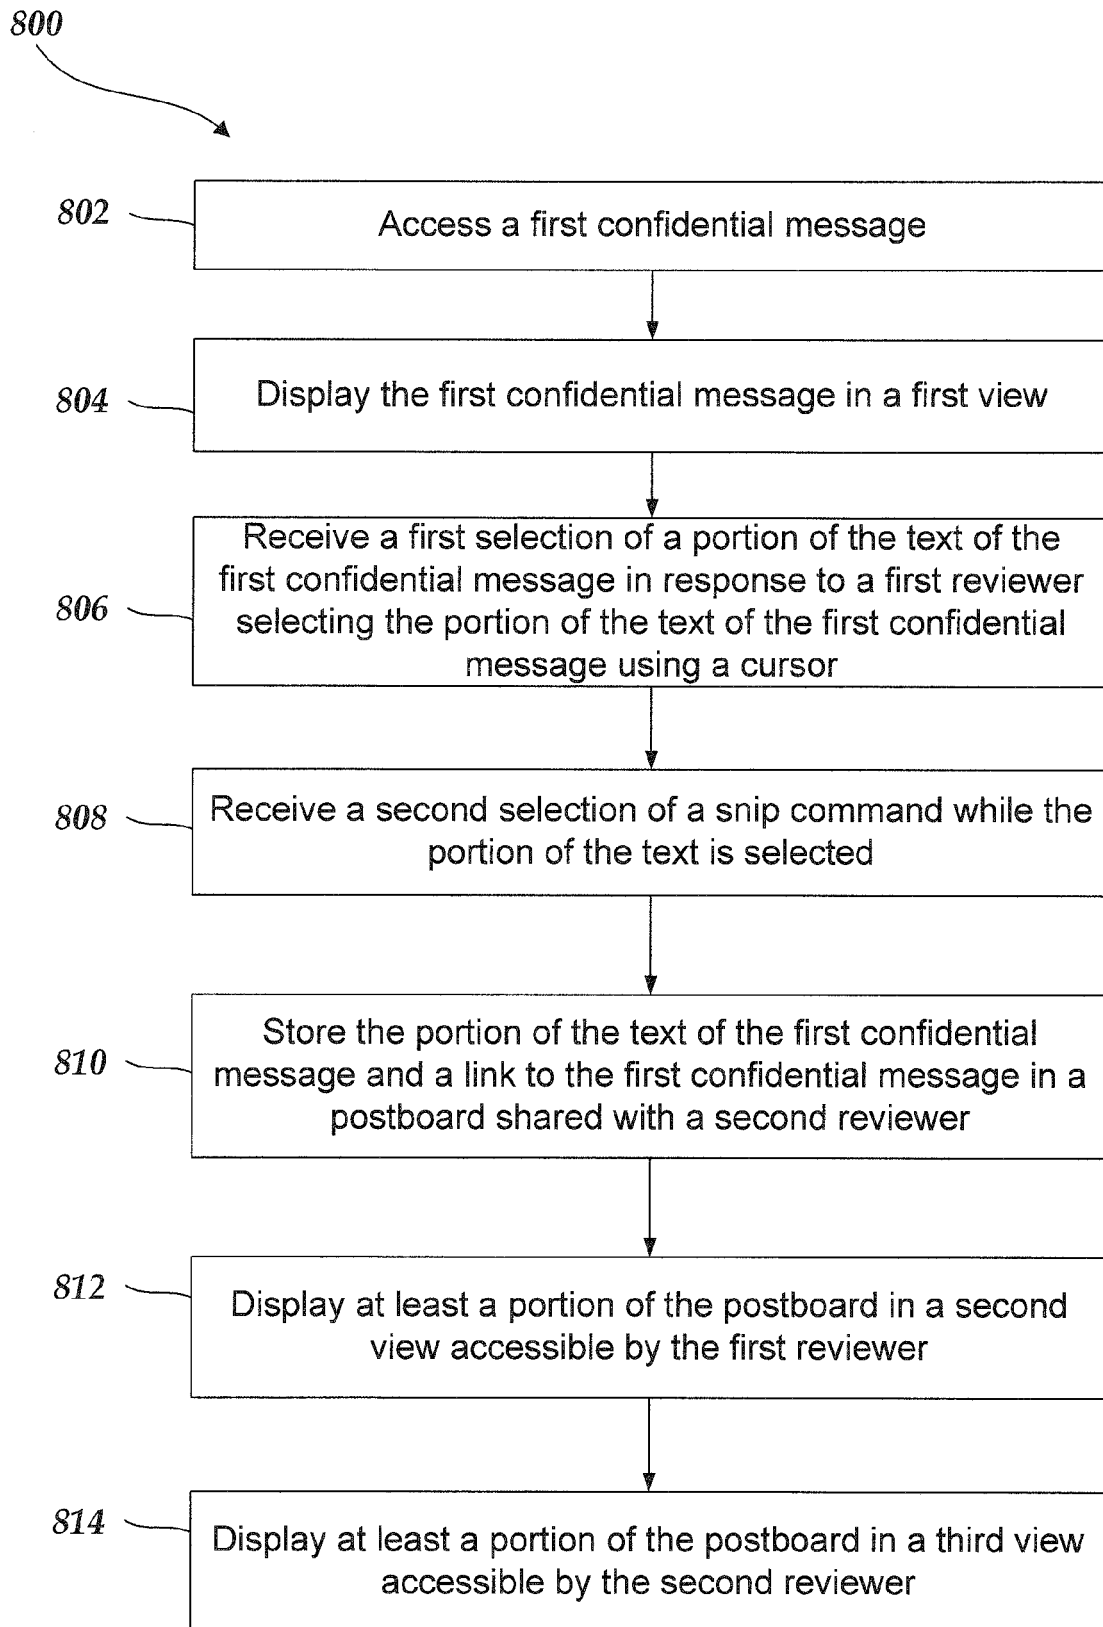 800
802
Access a first confidential message
804
Display the first confidential message in a first view
806
Receive a first selection of a portion of the text of the
first confidential message in response to a first reviewer
selecting the portion of the text of the first confidential
message using a cursor
808
Receive a second selection of a snip command while the
portion of the text is selected
810
Store the portion of the text of the first confidential
message and a link to the first confidential message in a
postboard shared with a second reviewer
812
Display at least a portion of the postboard in a second
view accessible by the first reviewer
814
Display at least a portion of the postboard in a third view
accessible by the second reviewer